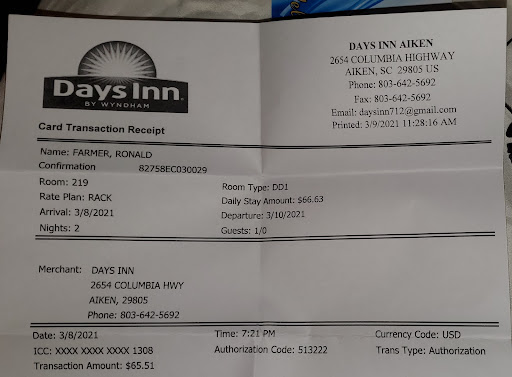 Days Inn
BY WYNDHAM
DAYS INN AIKEN
2654 COLUMBIA HIGHWAY
AIKEN, SC 29805 US
Phone: 803-642-5692
Fax: 803-642-5692
Email: daysinn712@gmail.com
Printed: 3/9/2021 11:28:16 AM
Card Transaction Receipt
Name: FARMER, RONALD
Confirmation 82758EC030029
Room: 219 Room Type: DD1
Rate Plan: RACK Daily Stay Amount: $66.63
Arrival: 3/8/2021 Departure: 3/10/2021
Nights: 2 Guests: 1/0
Merchant: DAYS INN
2654 COLUMBIA HWY
AIKEN, 29805
Phone: 803-642-5692
Date: 3/8/2021 Time: 7:21 PM Currency Code: USD
ICC: XXXX XXXX XXXX 1308 Authorization Code: 513222 Trans Type: Authorization
Transaction Amount: $65.51